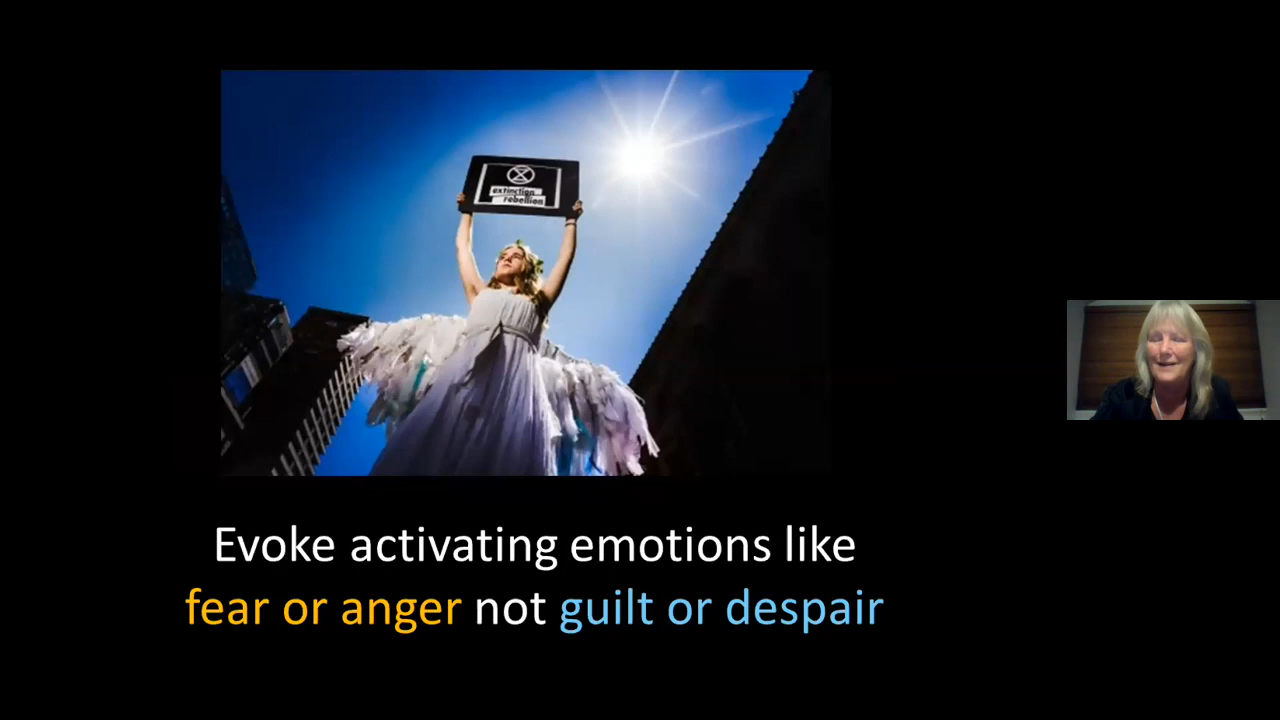 extinction
rebellion
Evoke activating emotions like
fear or anger not guilt or despair